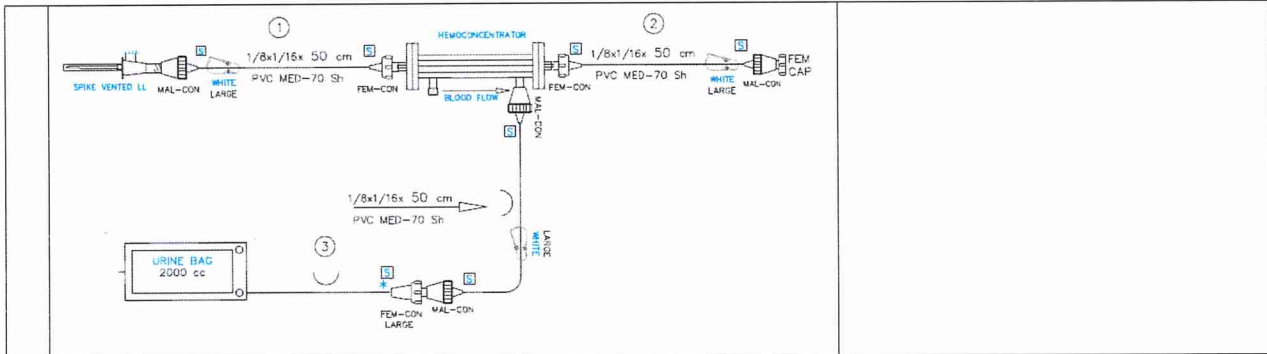 1
2
HEMOCONCENTRATOR
S
1/8x1/16x 50 cm
S
S
1/8x1/16x 50 cm
S
FEM
CAP
SPIKE VENTED LL
MAL-CON
WHITE
LARGE
PVC MED-70 Sh
FEM-CON
BLOOD FLOW
MAL-CON
FEM-CON
PVC MED-70 Sh
WHITE
LARGE
MAL-CON
S
1/8x1/16x 50 cm
PVC MED-70 Sh
LARGE
WHITE
3
URINE BAG
2000 cc
S
*
S
FEM-CON
LARGE
MAL-CON